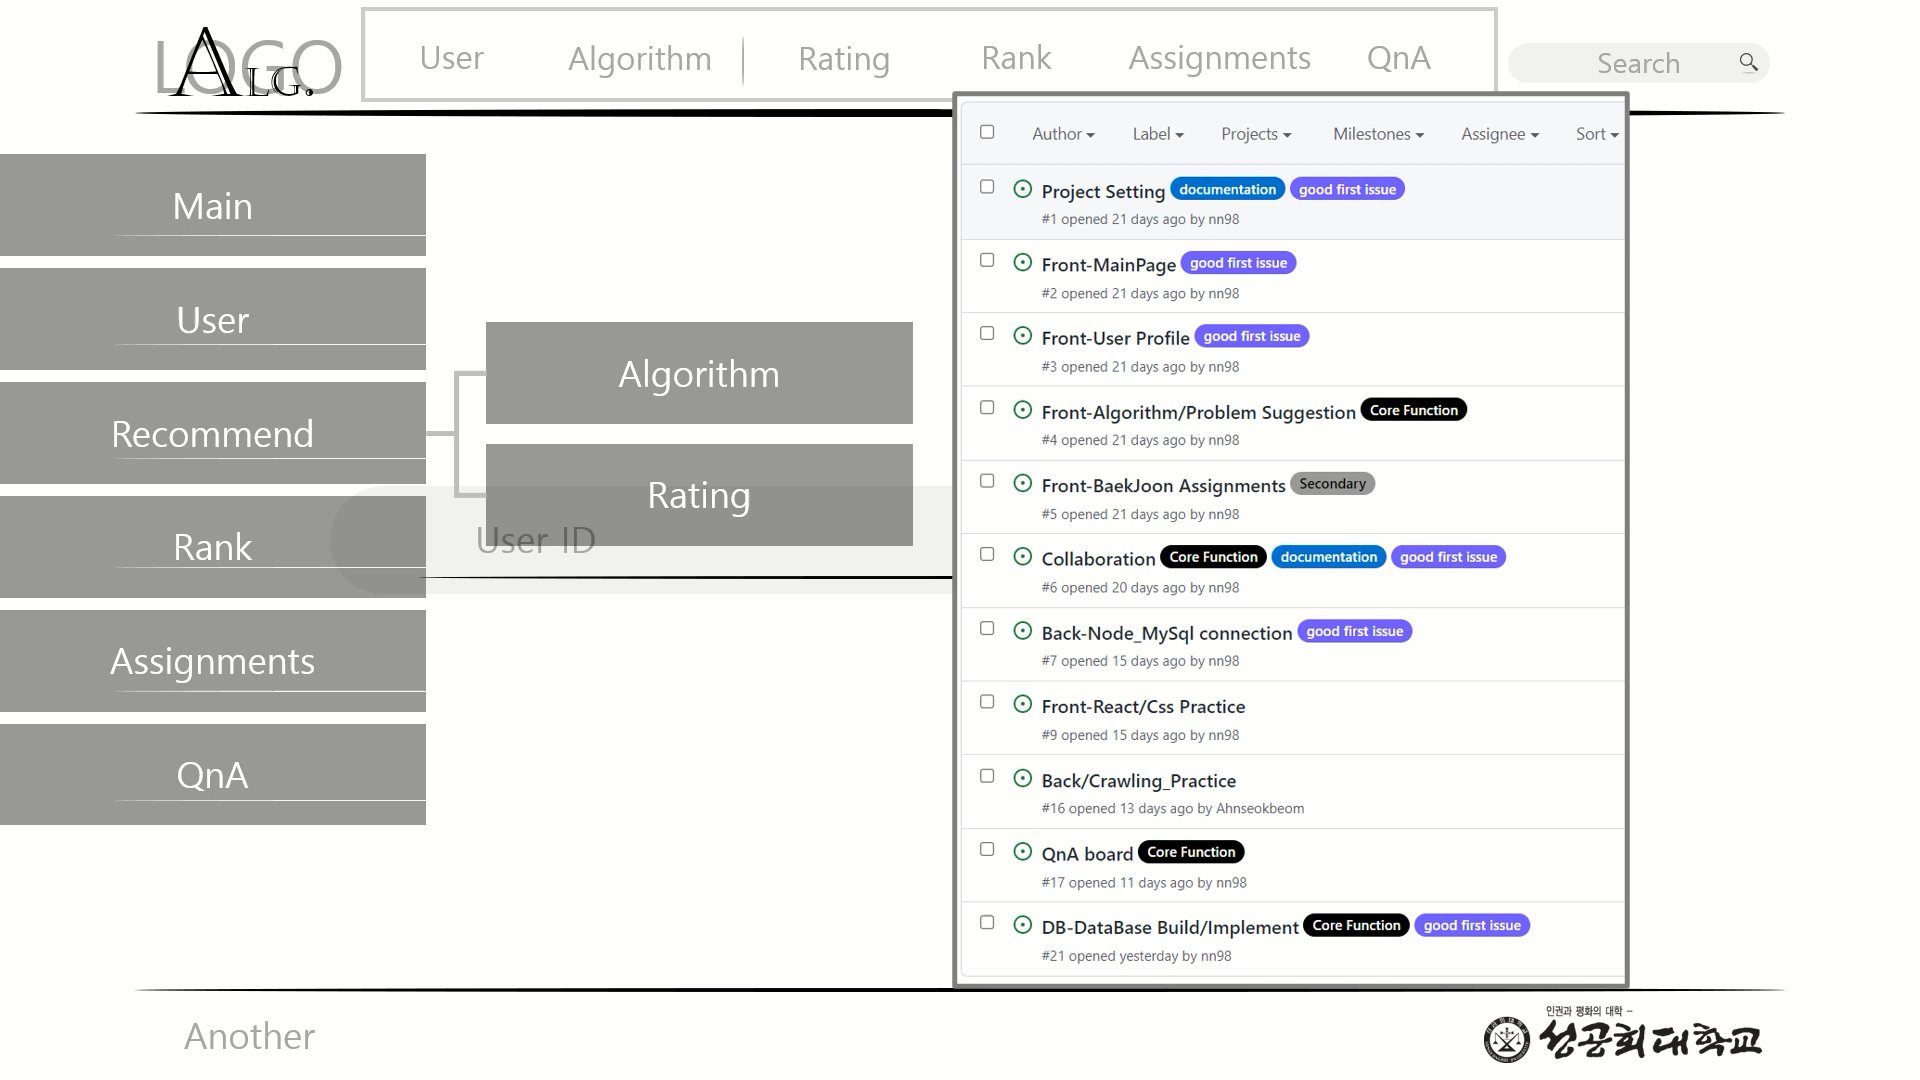 LOGO
ALG.
User
Algorithm
Rating
Rank
Assignments
QnA
Search
Main
User
Recommend
Rank
Assignments
QnA
Algorithm
Rating
User ID
Author
Label
Projects
Milestones
Assignee
Sort
Project Setting documentation good first issue
#1 opened 21 days ago by nn98
Front-MainPage good first issue
#2 opened 21 days ago by nn98
Front-User Profile good first issue
#3 opened 21 days ago by nn98
Front-Algorithm/Problem Suggestion Core Function
#4 opened 21 days ago by nn98
Front-BaekJoon Assignments Secondary
#5 opened 21 days ago by nn98
Collaboration Core Function documentation good first issue
#6 opened 20 days ago by nn98
Back-Node_MySql connection good first issue
#7 opened 15 days ago by nn98
Front-React/Css Practice
#9 opened 15 days ago by nn98
Back/Crawling_Practice
#16 opened 13 days ago by Ahnseokbeom
QnA board Core Function
#17 opened 11 days ago by nn98
DB-DataBase Build/Implement Core Function good first issue
#21 opened yesterday by nn98
Another
인권과 평화의 대학 –
성공회대학교